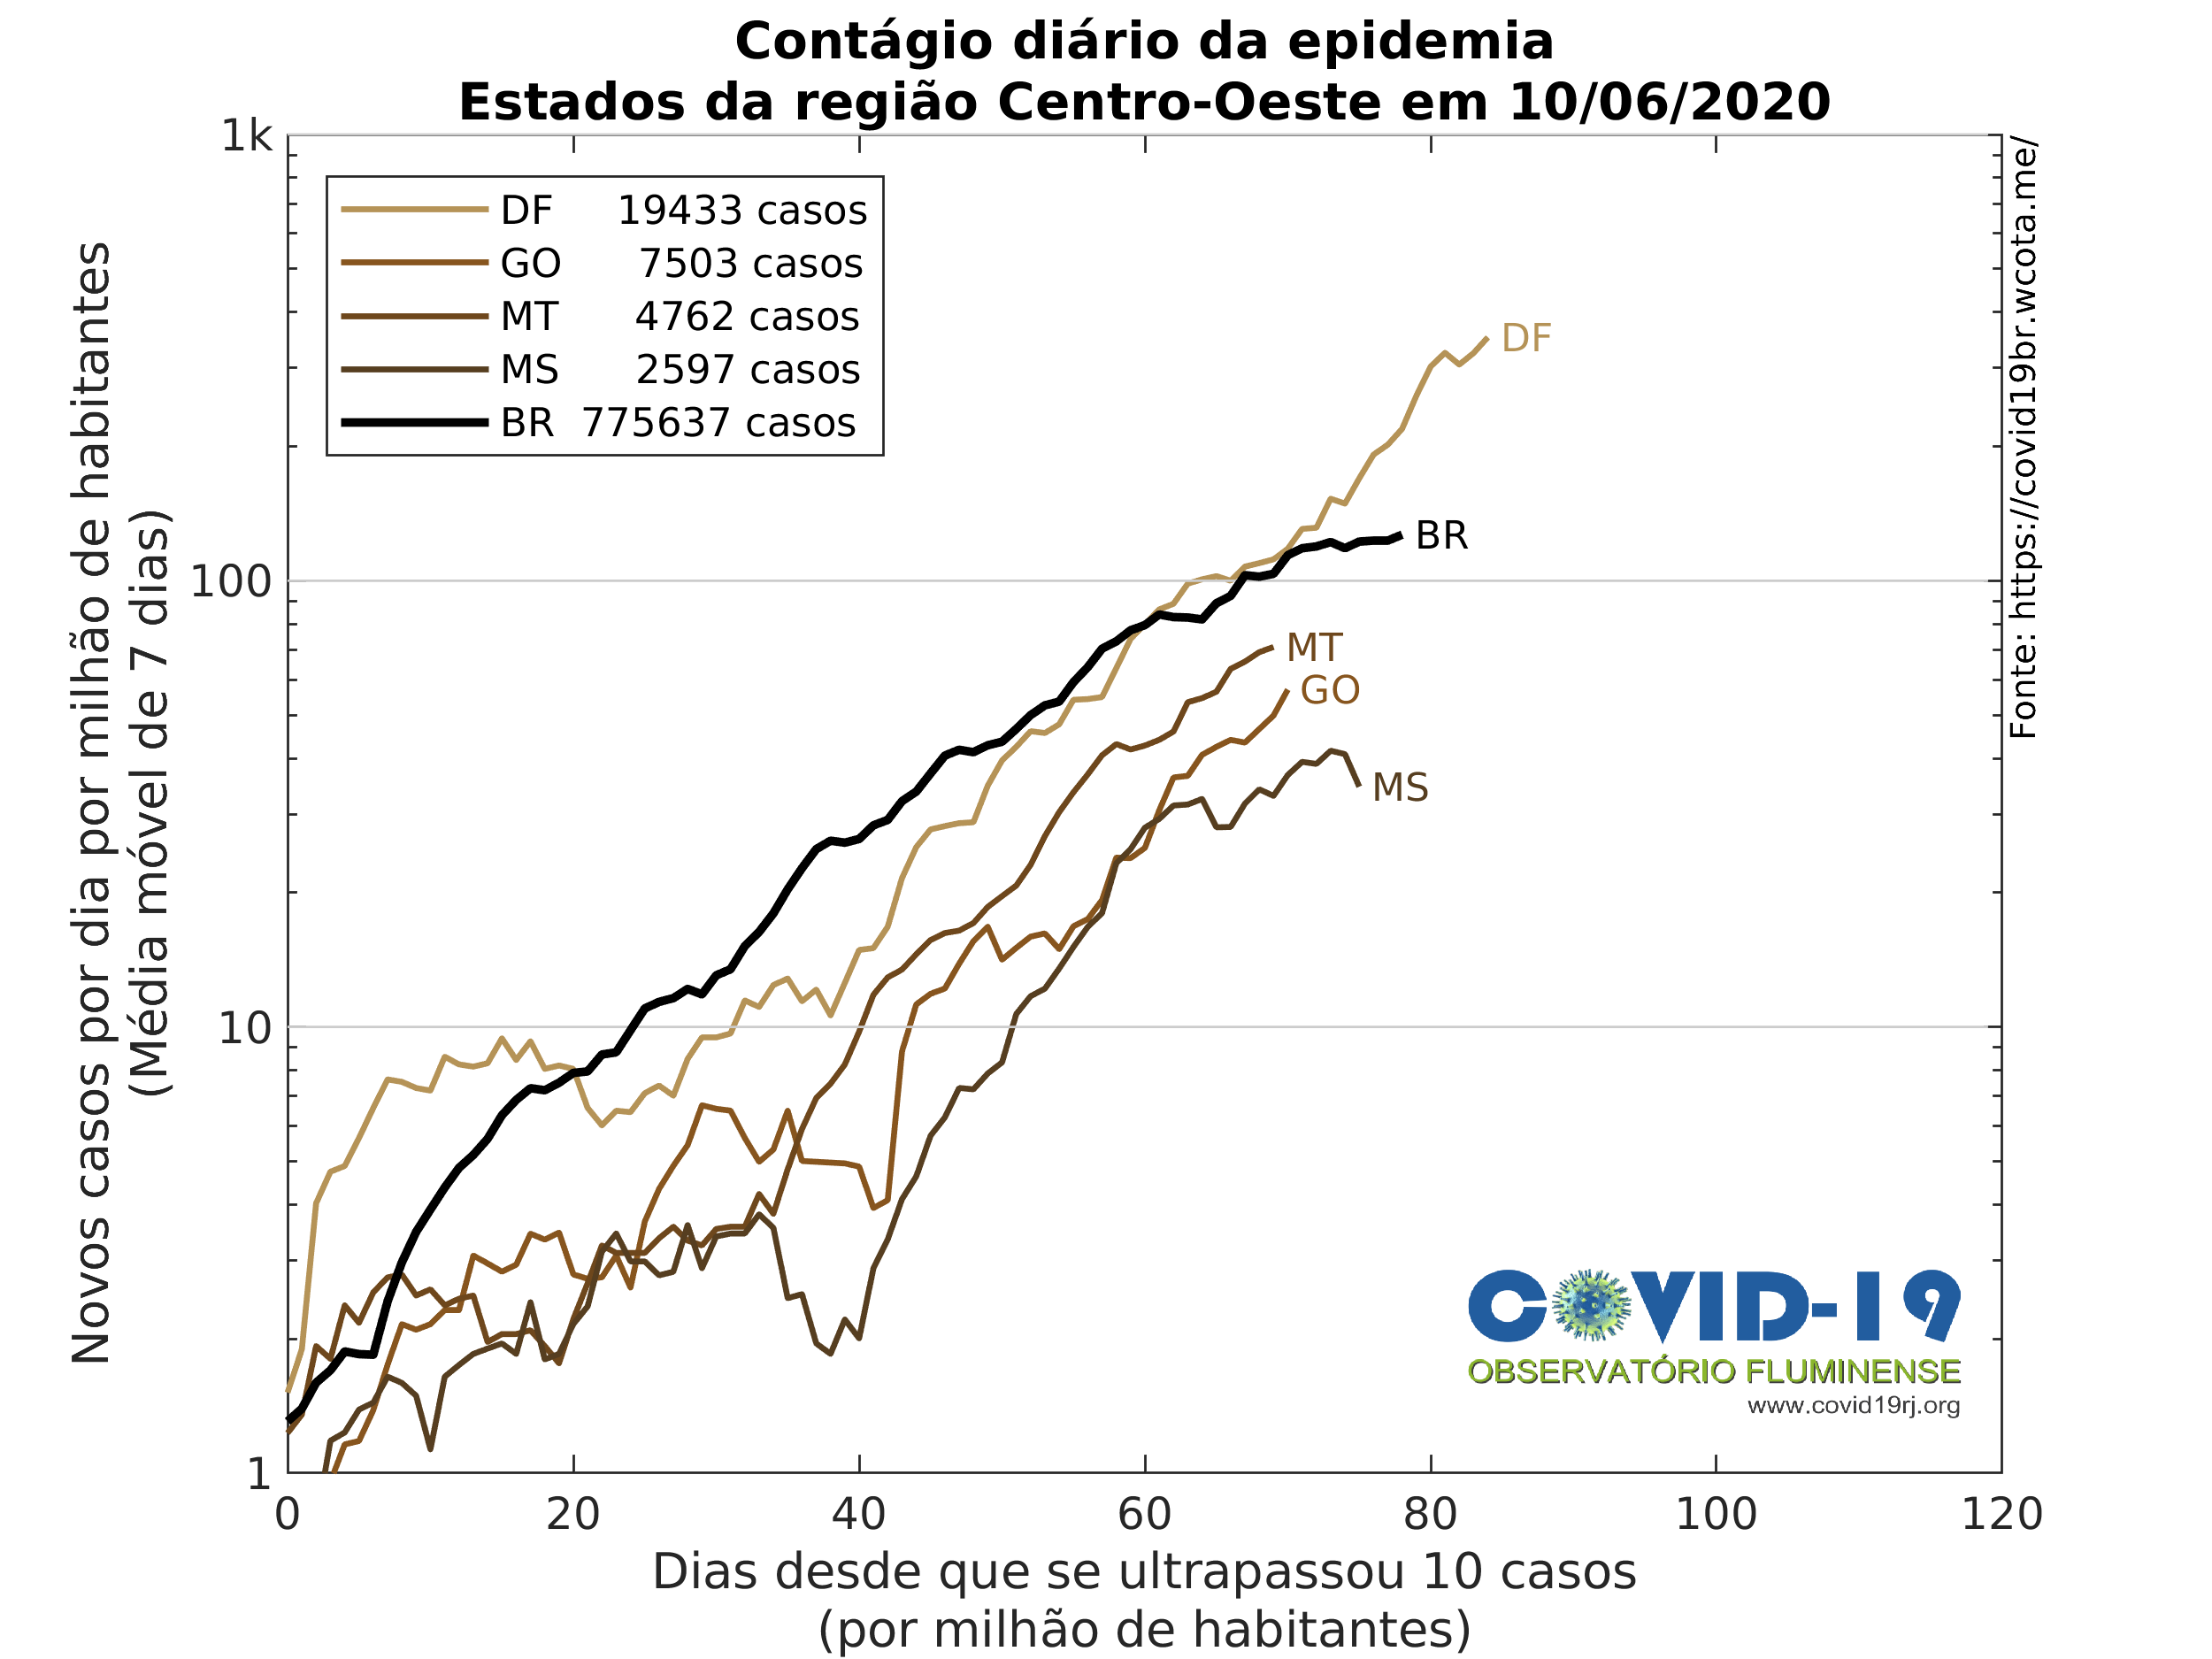 Contágio diário da epidemia
Estados da região Centro-Oeste em 10/06/2020
Novos casos por dia por milhão de habitantes
(Média móvel de 7 dias)
1k
100
10
1
DF 19433 casos
GO 7503 casos
MT 4762 casos
MS 2597 casos
BR 775637 casos
DF
BR
MT
GO
MS
Fonte: https://covid19br.wcota.me/
COVID-19
OBSERVATÓRIO FLUMINENSE
www.covid19rj.org
0 20 40 60 80 100 120
Dias desde que se ultrapassou 10 casos
(por milhão de habitantes)